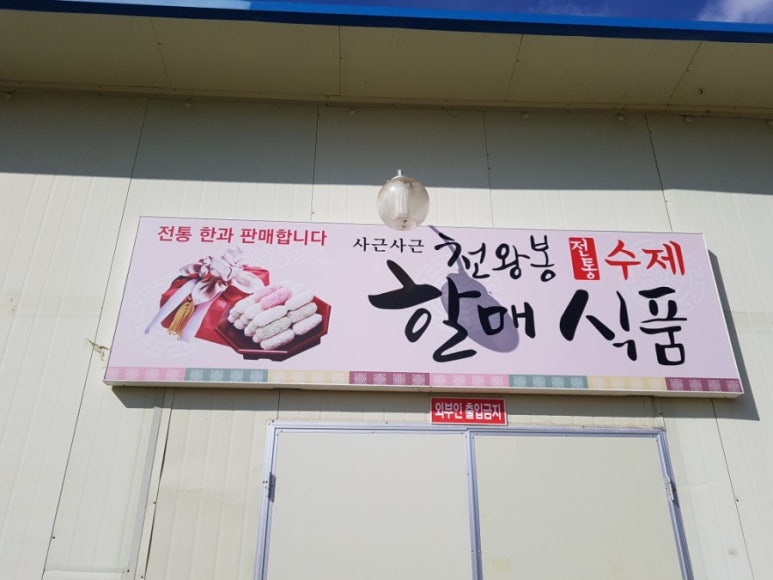 전통 한과 판매합니다
사근사근 천왕봉 전통 수제
할매 식품
외부인 출입금지